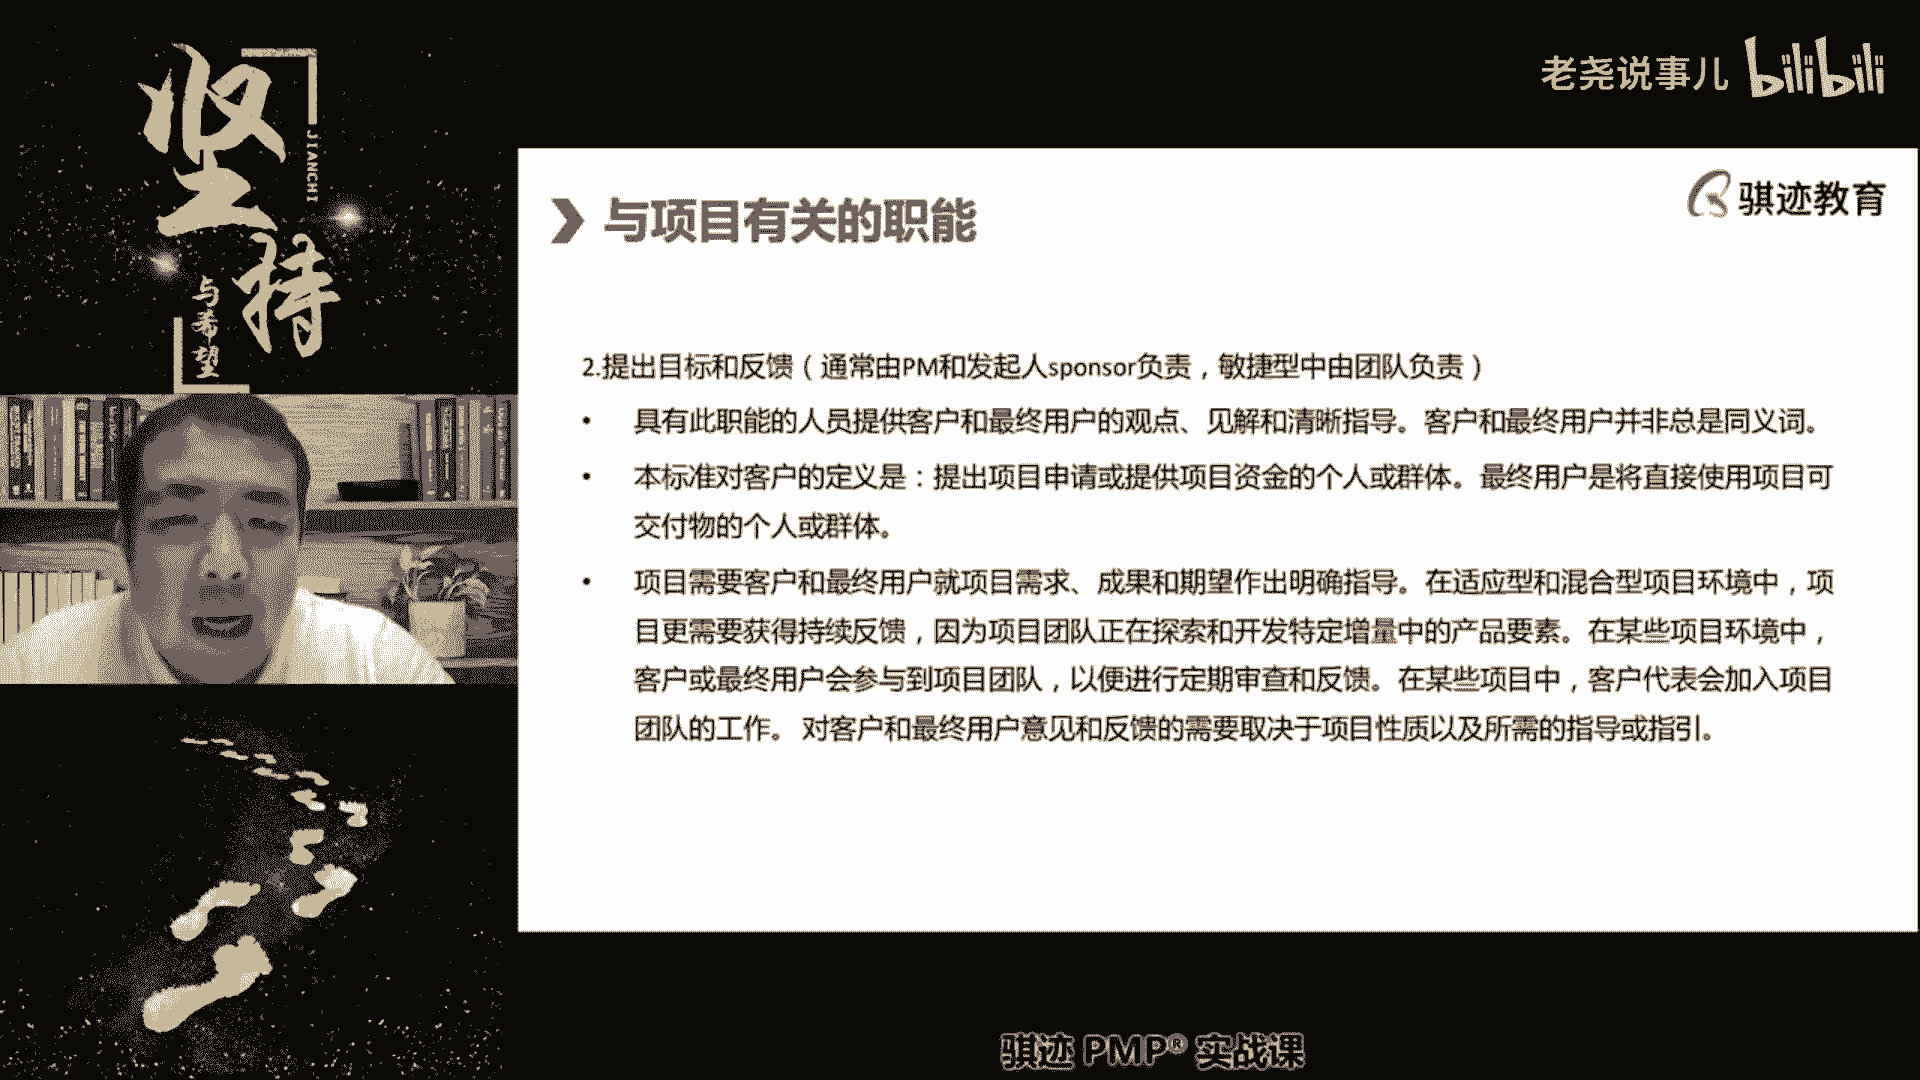 坚持
JIANCHI
与希望
老尧说事儿 bilibili
骐迹教育
与项目有关的职能
2.提出目标和反馈（通常由PM和发起人sponsor负责，敏捷型中由团队负责）
• 具有此职能的人员提供客户和最终用户的观点、见解和清晰指导。客户和最终用户并非总是同义词。
• 本标准对客户的定义是：提出项目申请或提供项目资金的个人或群体。最终用户是将直接使用项目可
交付物的个人或群体。
• 项目需要客户和最终用户就项目需求、成果和期望作出明确指导。在适应型和混合型项目环境中，项
目更需要获得持续反馈，因为项目团队正在探索和开发特定增量中的产品要素。在某些项目环境中，
客户或最终用户会参与到项目团队，以便进行定期审查和反馈。在某些项目中，客户代表会加入项目
团队的工作。 对客户和最终用户意见和反馈的需要取决于项目性质以及所需的指导或指引。
骐迹 PMP® 实战课